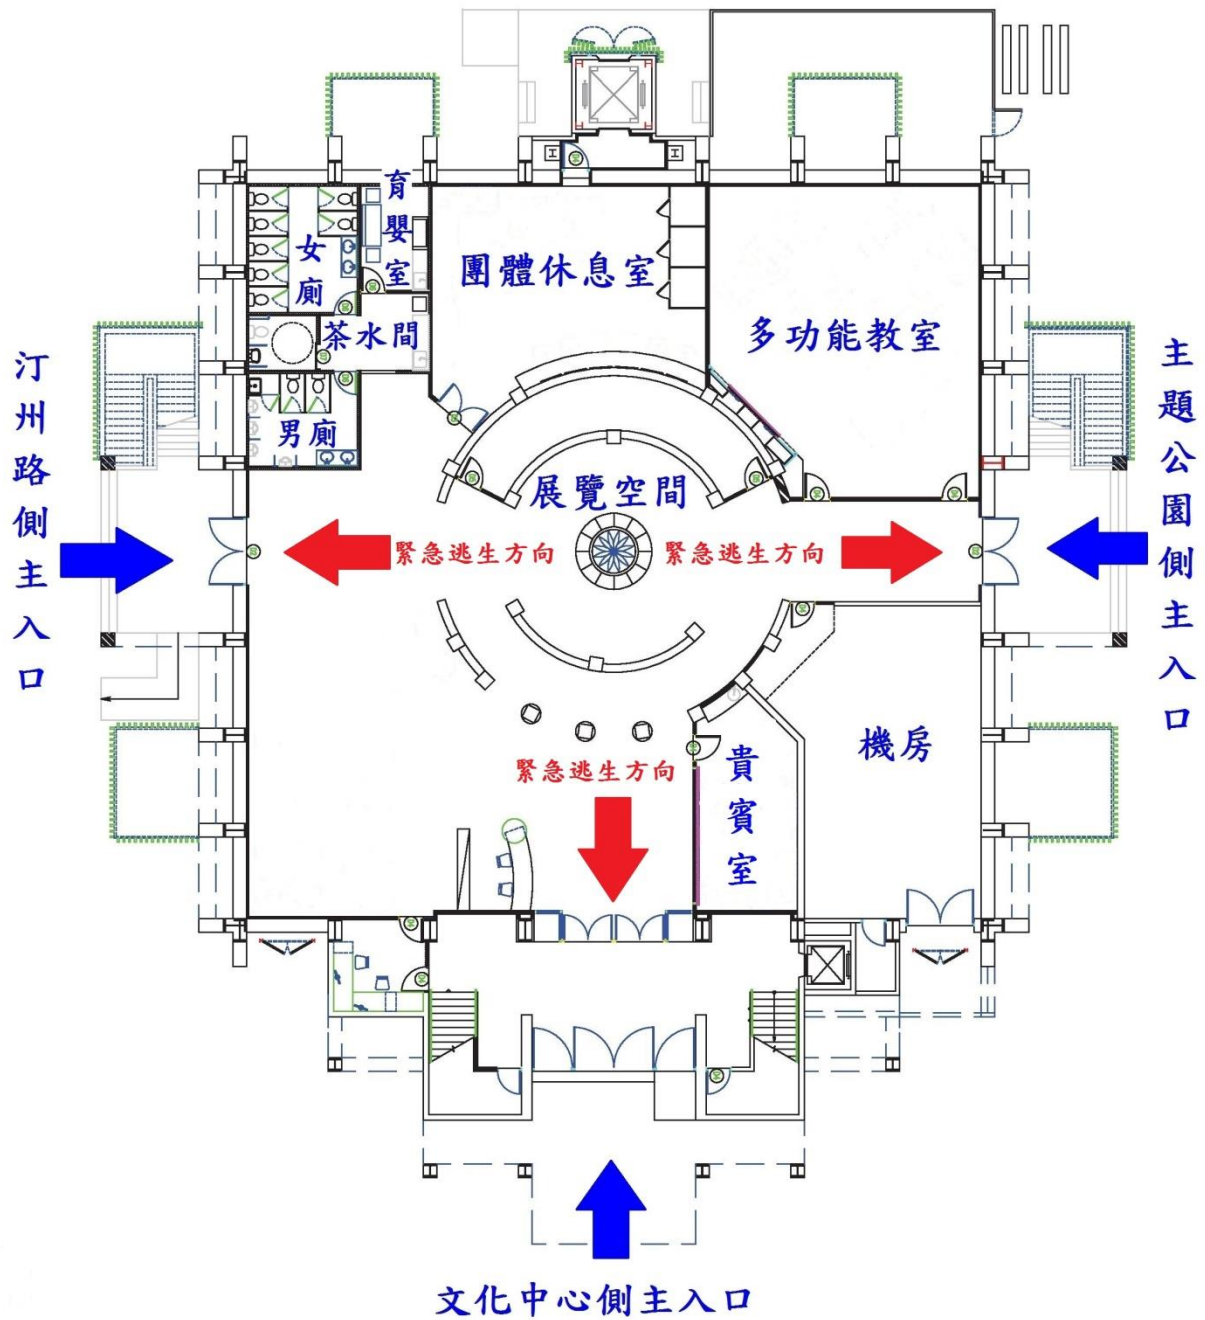 育嬰室
女廁
團體休息室
多功能教室
茶水間
男廁
汀州路側主入口
主題公園側主入口
展覽空間
緊急逃生方向
緊急逃生方向
緊急逃生方向
貴賓室
機房
文化中心側主入口